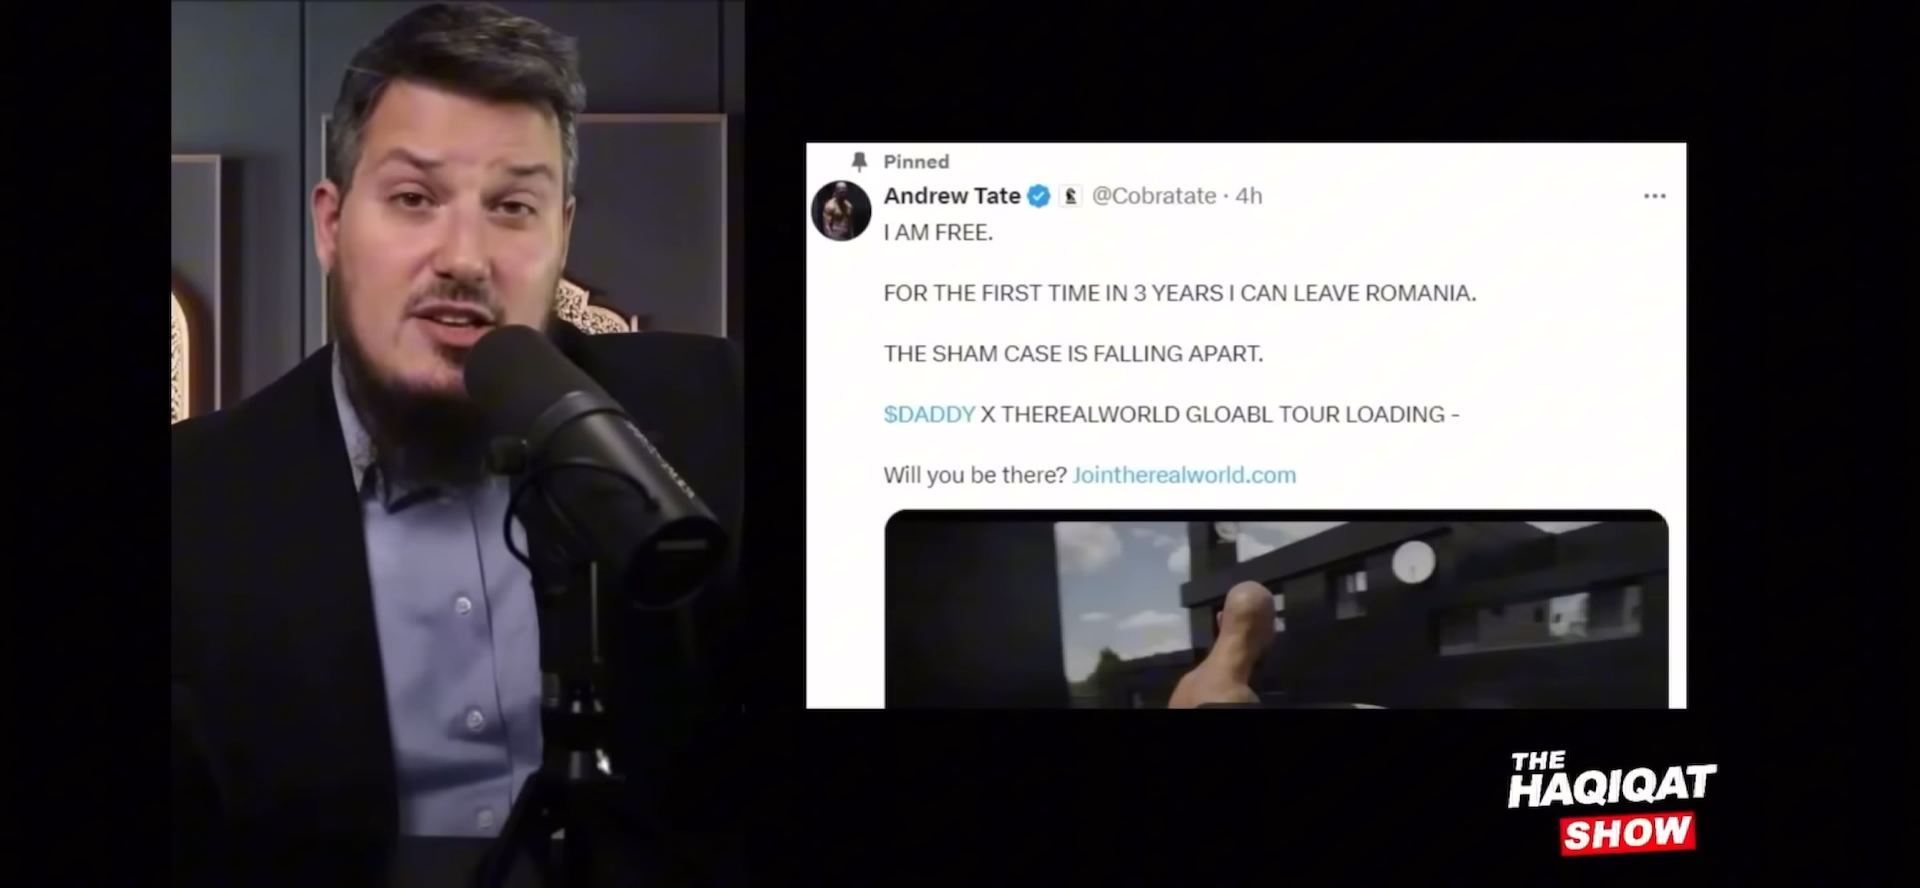 Pinned
Andrew Tate @Cobratate · 4h
I AM FREE.
FOR THE FIRST TIME IN 3 YEARS I CAN LEAVE ROMANIA.
THE SHAM CASE IS FALLING APART.
$DADDY X THEREALWORLD GLOABL TOUR LOADING -
Will you be there? Jointherealworld.com
THE
HAQIQAT
SHOW